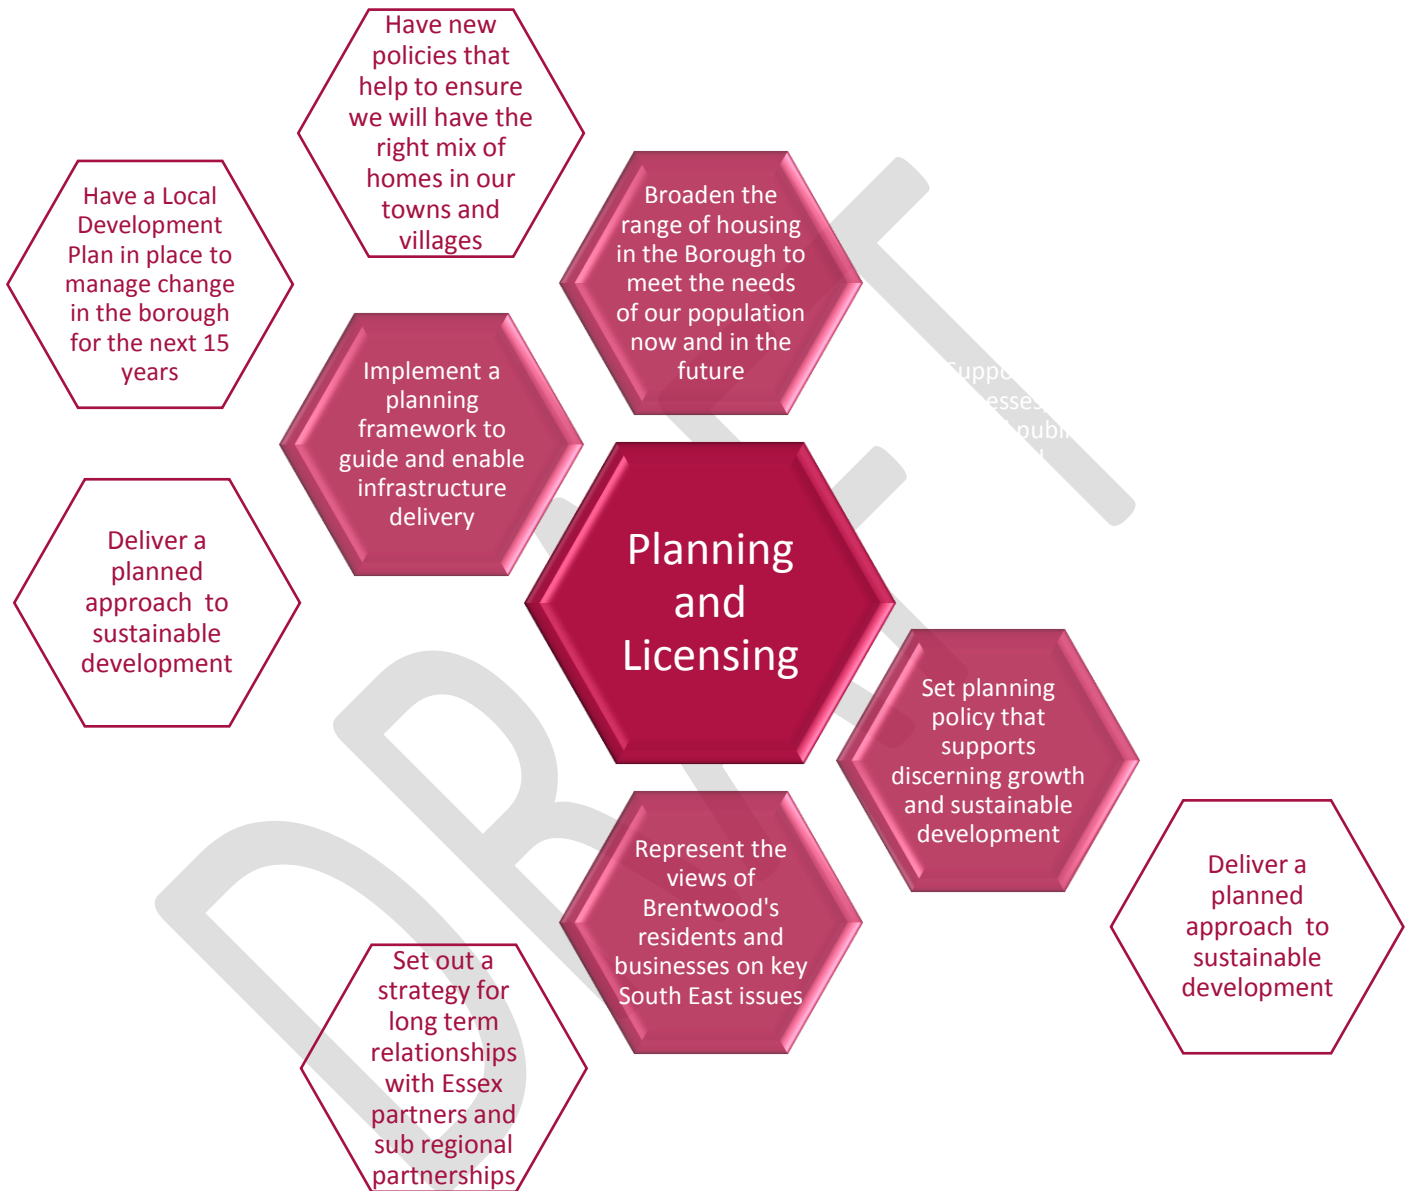 Have new
policies that
help to ensure
we will have the
right mix of
homes in our
towns and
villages
Have a Local
Development
Plan in place to
manage change
in the borough
for the next 15
years
Broaden the
range of housing
in the Borough to
meet the needs
of our population
now and in the
future
Implement a
planning
framework to
guide and enable
infrastructure
delivery
Deliver a
planned
approach to
sustainable
development
Planning
and
Licensing
Set planning
policy that
supports
discerning growth
and sustainable
development
Represent the
views of
Brentwood's
residents and
businesses on key
South East issues
Deliver a
planned
approach to
sustainable
development
Set out a
strategy for
long term
relationships
with Essex
partners and
sub regional
partnerships
DRAFT